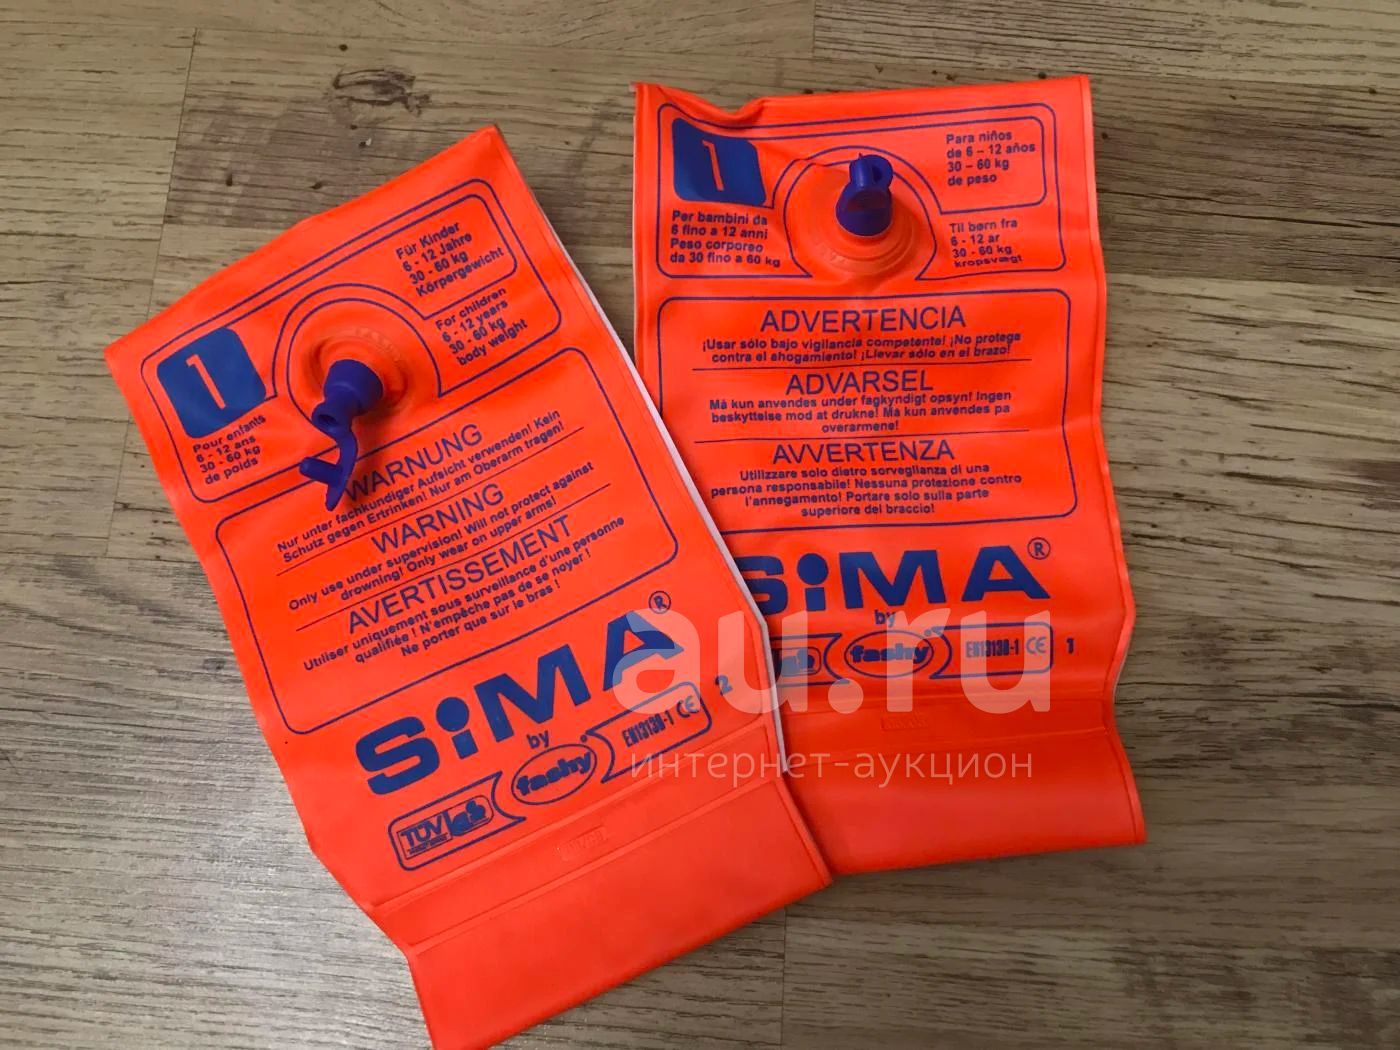 1
Für Kinder
6 - 12 Jahre
30 - 60 kg
Körpergewicht
For children
6 - 12 years
30 - 60 kg
body weight
Pour enfants
6 - 12 ans
30 - 60 kg
de poids
WARNUNG
Nur unter fachkundiger Aufsicht verwenden! Kein
Schutz gegen Ertrinken! Nur am Oberarm tragen!
WARNING
Only use under supervision! Will not protect against
drowning! Only wear on upper arms!
AVERTISSEMENT
Utiliser uniquement sous surveillance d'une personne
qualifiée ! N'empêche pas de se noyer !
Ne porter que sur le bras !
SiMA®
by
fashy®
TÜV
EN13138-1 CE
2
1
Para niños
de 6 – 12 años
30 – 60 kg
de peso
Per bambini da
6 fino a 12 anni
Peso corporeo
da 30 fino a 60 kg
Til børn fra
6 - 12 ar
30 - 60 kg
kropsvægt
ADVERTENCIA
¡Usar sólo bajo vigilancia competente! ¡No protege
contra el ahogamiento! ¡Llevar sólo en el brazo!
ADVARSEL
Må kun anvendes under fagkyndigt opsyn! Ingen
beskyttelse mod at drukne! Må kun anvendes pa
overarmene!
AVVERTENZA
Utilizzare solo dietro sorveglianza di una
persona responsabile! Nessuna protezione contro
l'annegamento! Portare solo sulla parte
superiore del braccio!
SiMA®
by
fashy®
EN13138-1 CE
1
au.ru
интернет-аукцион